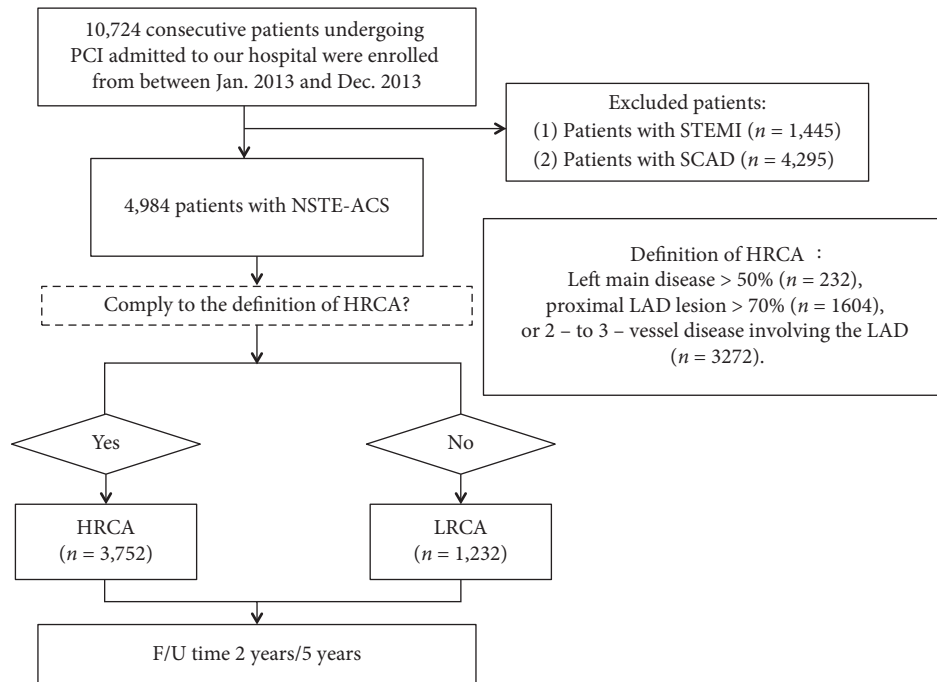 10,724 consecutive patients undergoing
PCI admitted to our hospital were enrolled
from between Jan. 2013 and Dec. 2013
Excluded patients:
(1) Patients with STEMI (n = 1,445)
(2) Patients with SCAD (n = 4,295)
4,984 patients with NSTE-ACS
Definition of HRCA ：
Left main disease > 50% (n = 232),
proximal LAD lesion > 70% (n = 1604),
or 2 – to 3 – vessel disease involving the LAD
(n = 3272).
Comply to the definition of HRCA?
Yes
No
HRCA
(n = 3,752)
LRCA
(n = 1,232)
F/U time 2 years/5 years